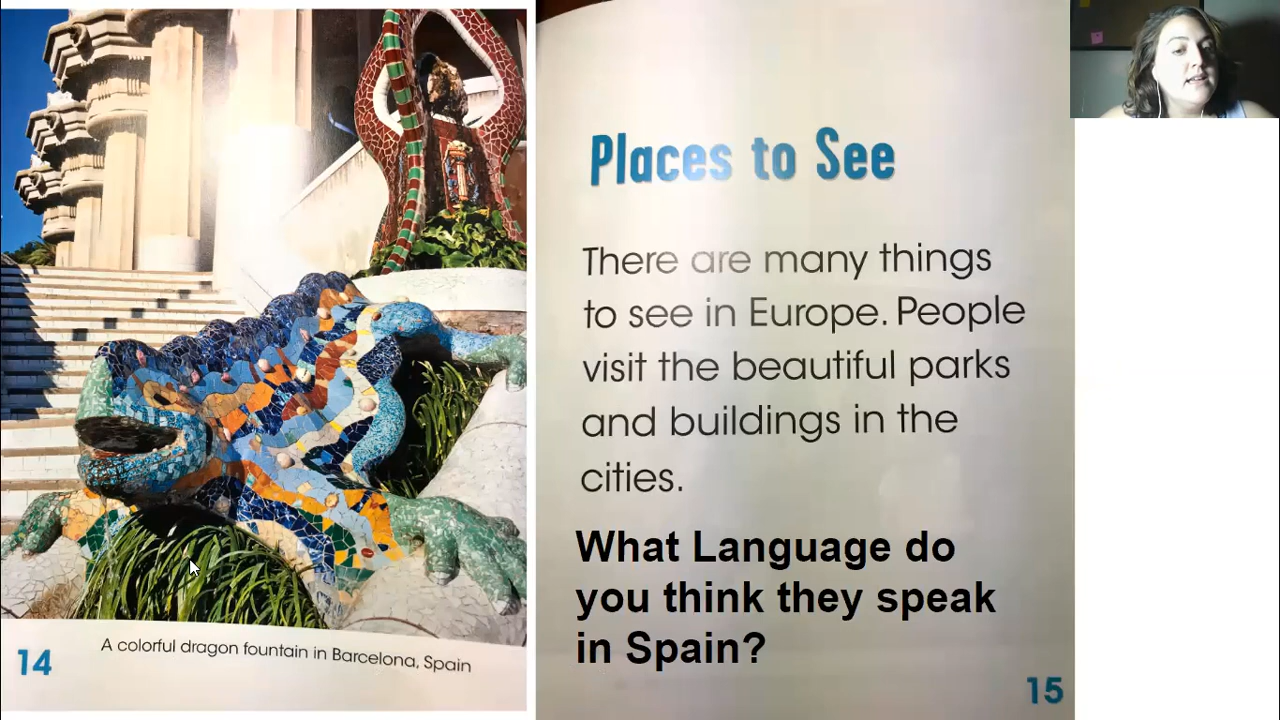 A colorful dragon fountain in Barcelona, Spain
14
Places to See
There are many things
to see in Europe. People
visit the beautiful parks
and buildings in the
cities.
What Language do
you think they speak
in Spain?
15